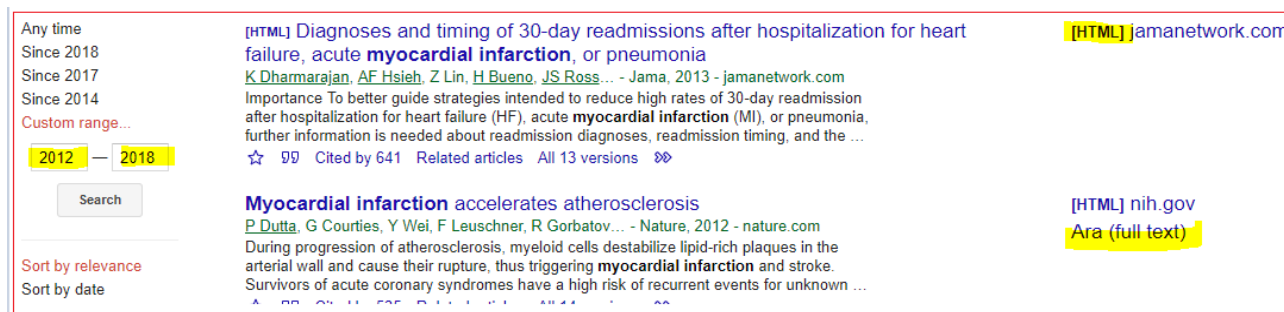 Any time
Since 2018
Since 2017
Since 2014
Custom range...
2012 — 2018
Search
Sort by relevance
Sort by date
[HTML] Diagnoses and timing of 30-day readmissions after hospitalization for heart
failure, acute myocardial infarction, or pneumonia
K Dharmarajan, AF Hsieh, Z Lin, H Bueno, JS Ross... - Jama, 2013 - jamanetwork.com
Importance To better guide strategies intended to reduce high rates of 30-day readmission
after hospitalization for heart failure (HF), acute myocardial infarction (MI), or pneumonia,
further information is needed about readmission diagnoses, readmission timing, and the ...
Cited by 641 Related articles All 13 versions
[HTML] jamanetwork.com
Myocardial infarction accelerates atherosclerosis
P Dutta, G Courties, Y Wei, F Leuschner, R Gorbatov... - Nature, 2012 - nature.com
During progression of atherosclerosis, myeloid cells destabilize lipid-rich plaques in the
arterial wall and cause their rupture, thus triggering myocardial infarction and stroke.
Survivors of acute coronary syndromes have a high risk of recurrent events for unknown ...
[HTML] nih.gov
Ara (full text)